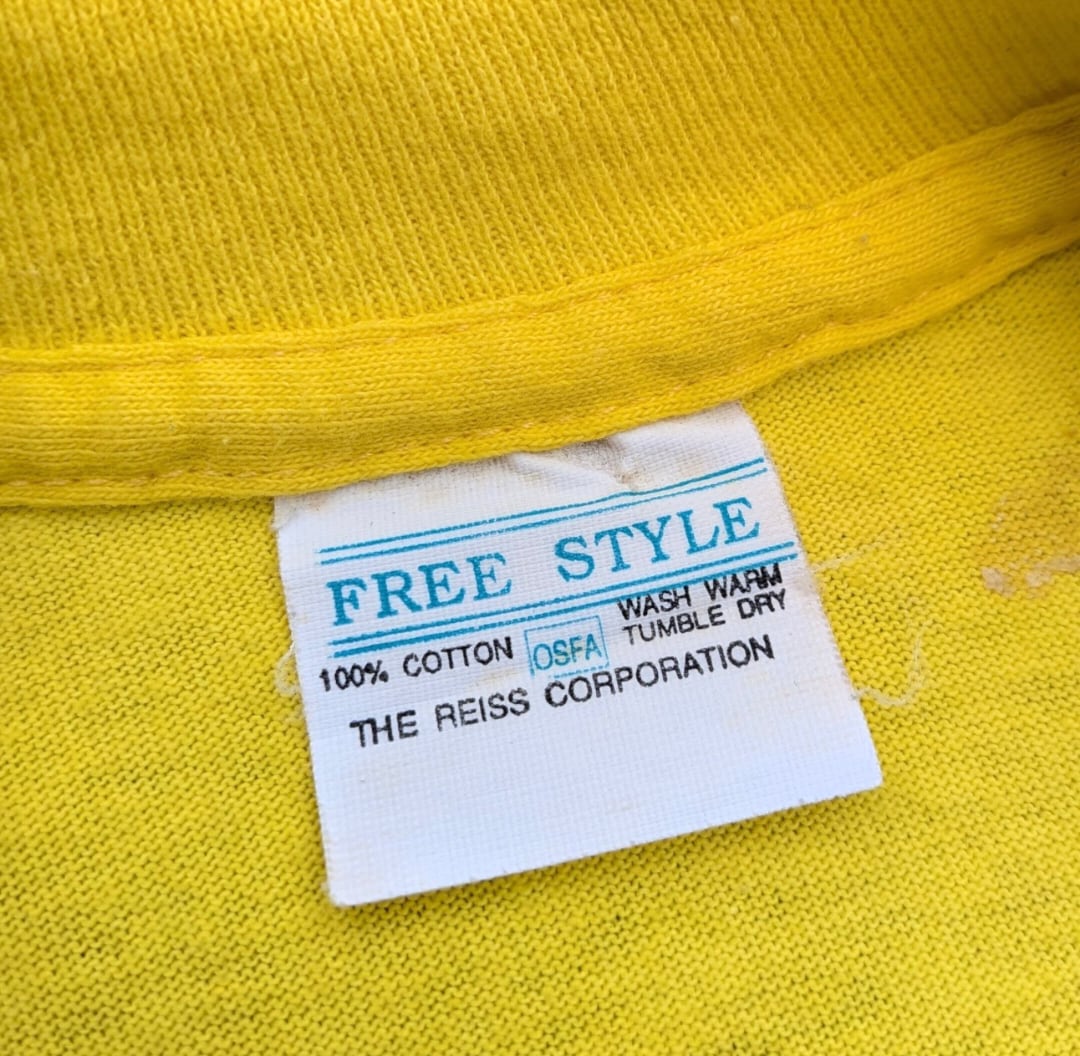 FREE STYLE
100% COTTON OSFA WASH WARM
TUMBLE DRY
THE REISS CORPORATION